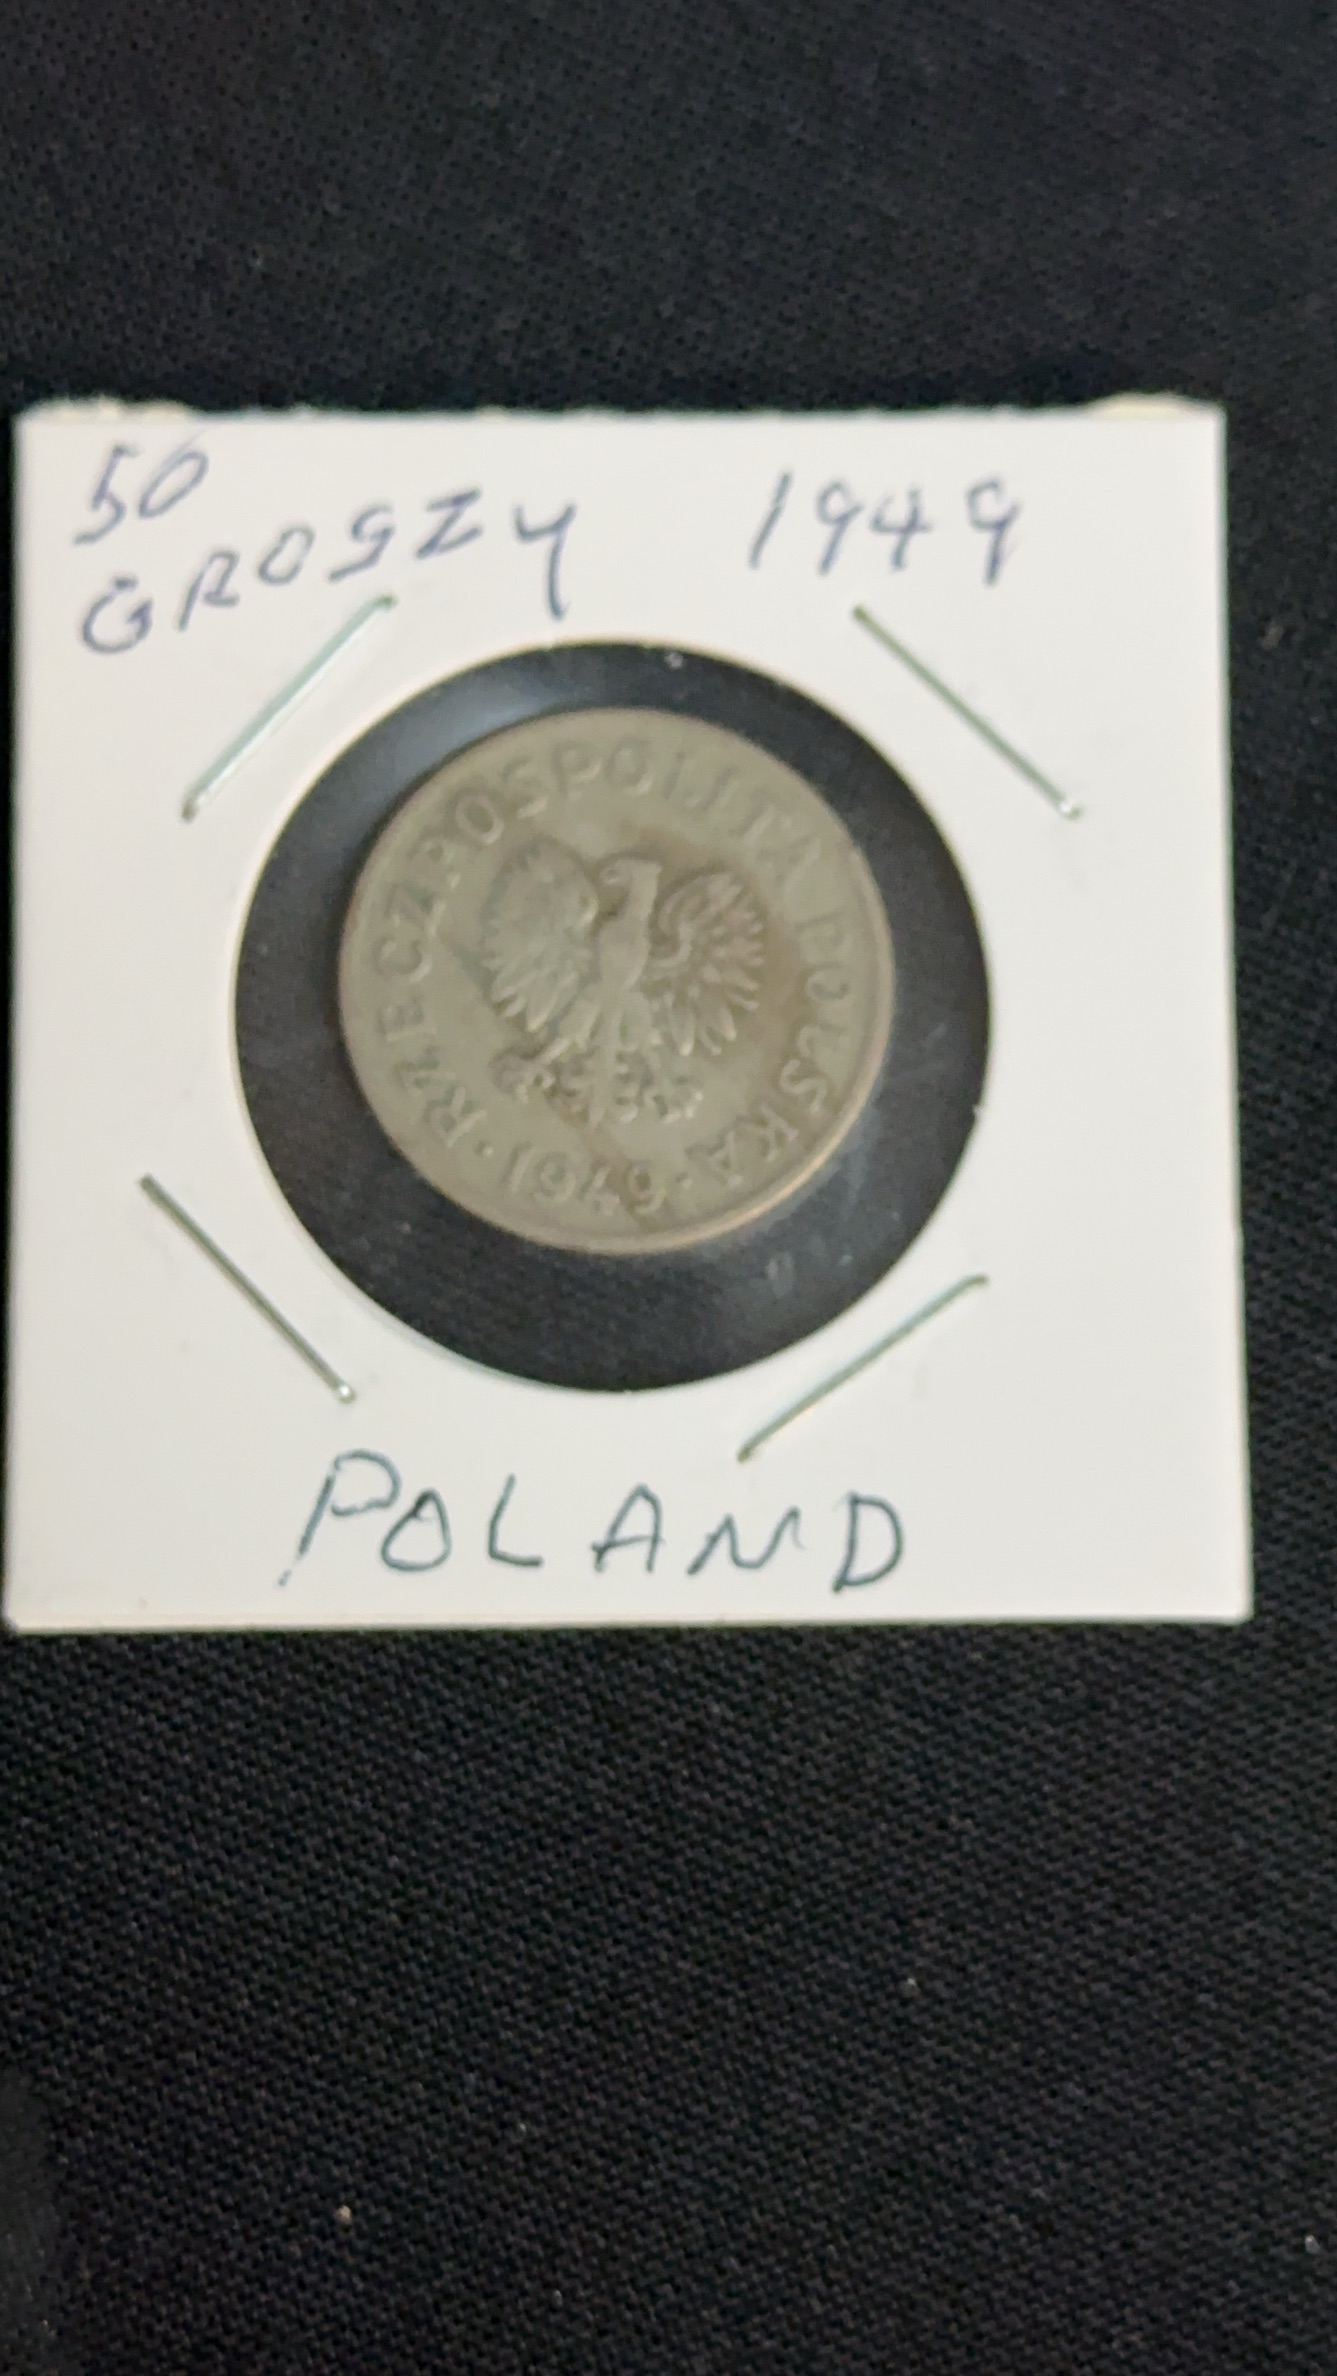 50
GROSZY 1949
RZECZPOSPOLITA POLSKA
·1949·
POLAND